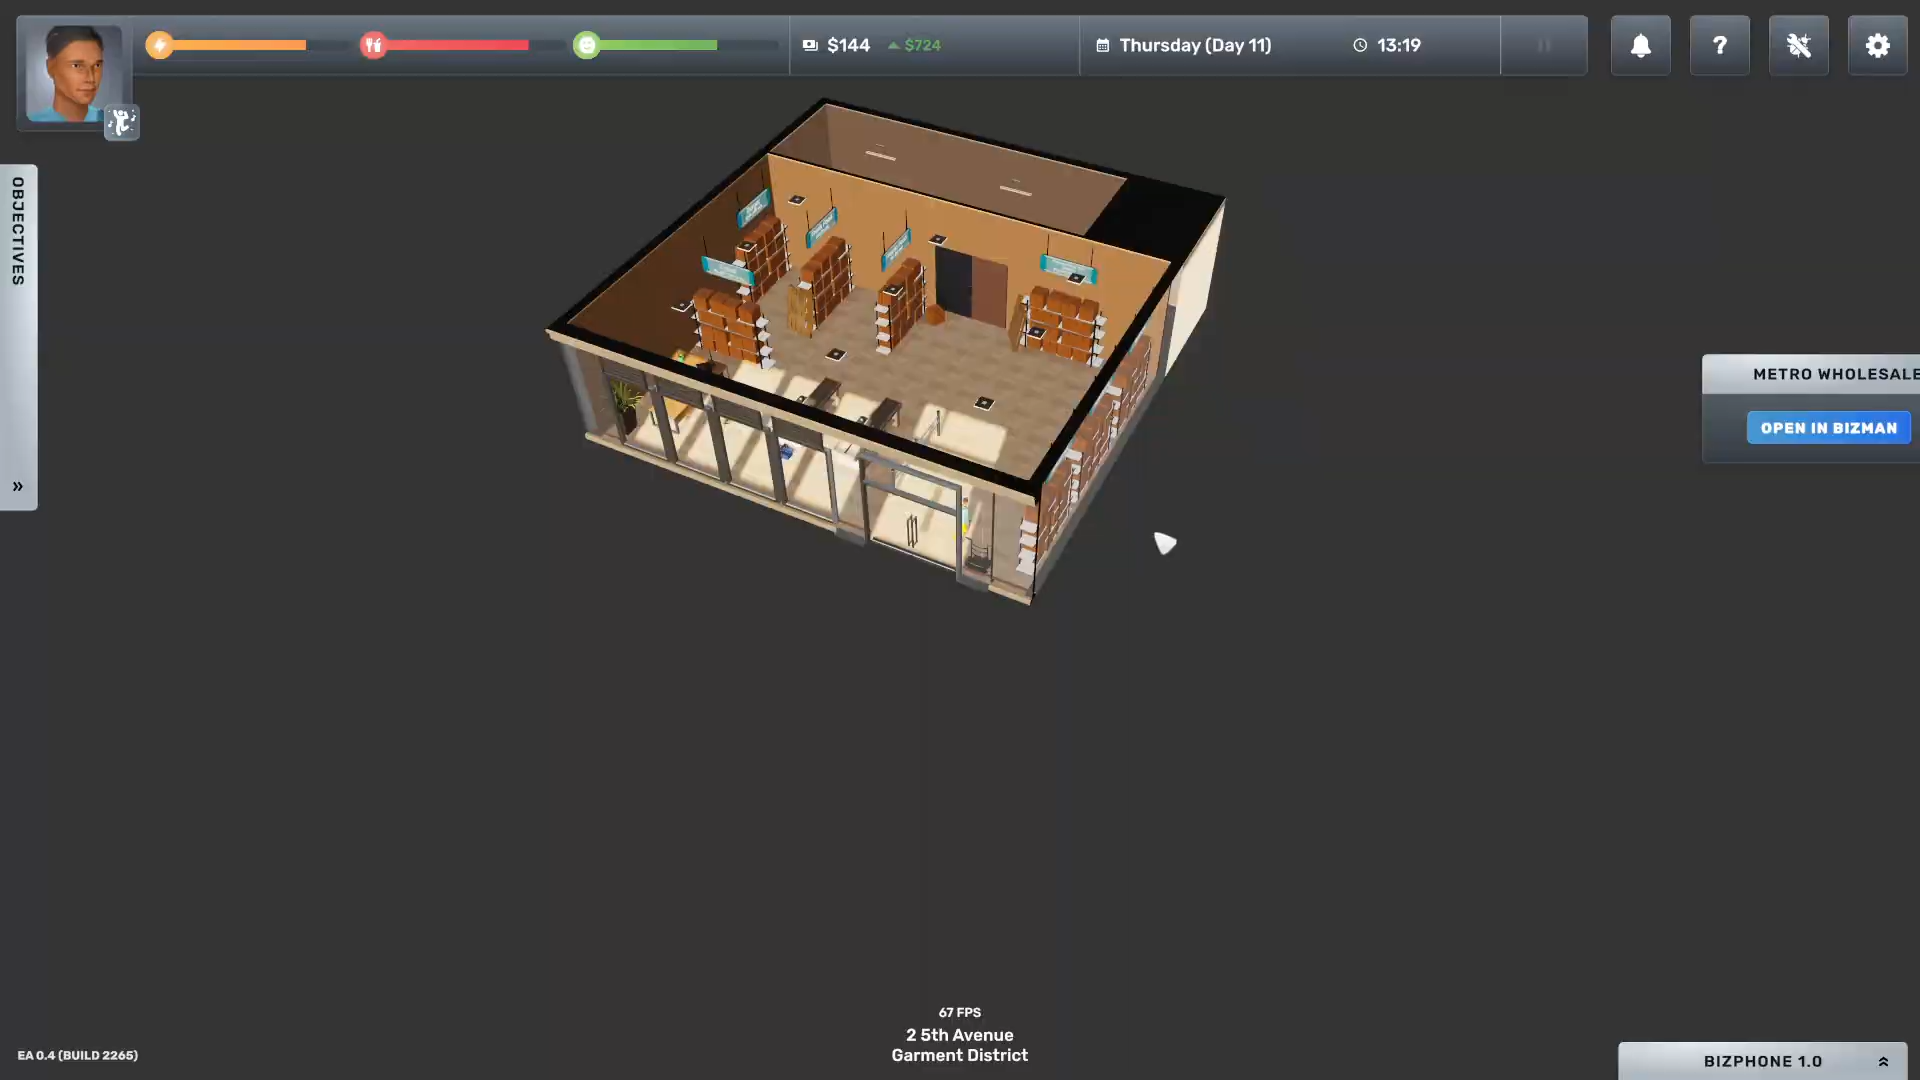 $144
$724
Thursday (Day 11)
13:19
?
OBJECTIVES
»
METRO WHOLESALE
OPEN IN BIZMAN
67 FPS
2 5th Avenue
Garment District
EA 0.4 (BUILD 2265)
BIZPHONE 1.0